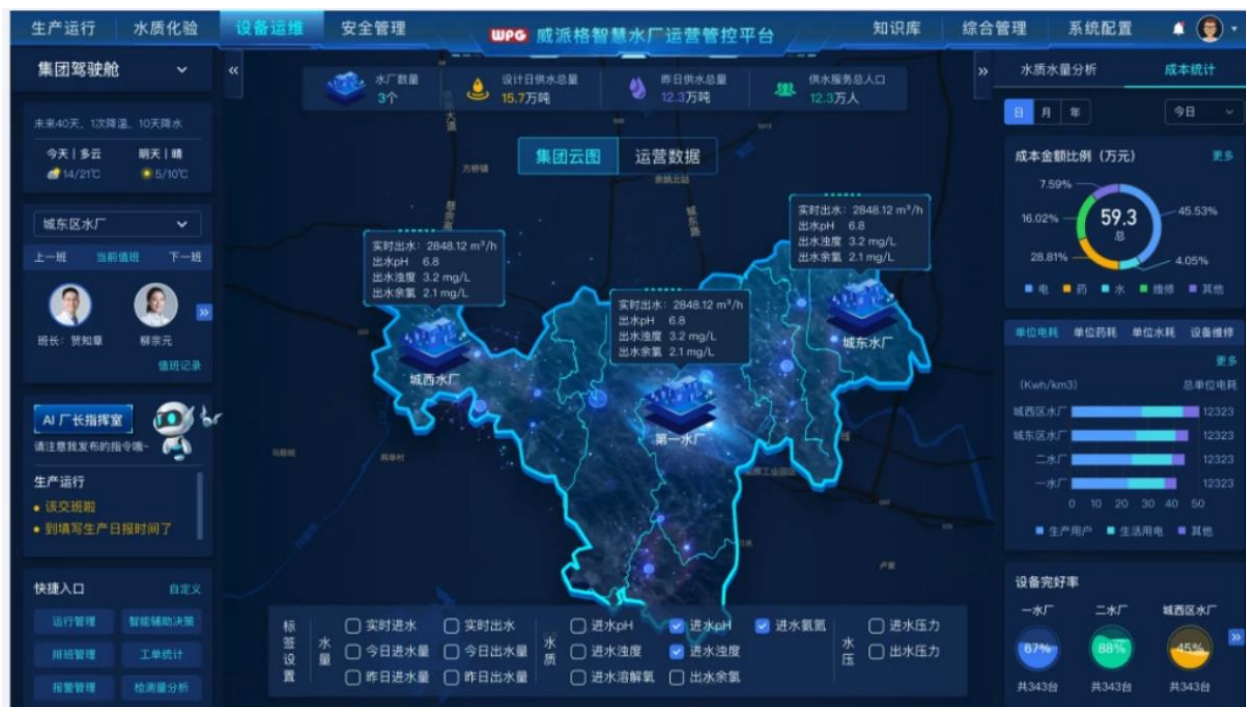 生产运行 水质化验 设备运维 安全管理 WPG 威派格智慧水厂运营管控平台 知识库 综合管理 系统配置
集团驾驶舱
未来40天，1次降温，10天降水
今天 | 多云 明天 | 晴
14/21℃ 5/10℃
城东区水厂
上一班 当前值班 下一班
班长：贺知章 柳宗元
值班记录
AI 厂长指挥室
请注意我发布的指令哦~
生产运行
该交班啦
到填写生产日报时间了
快捷入口 自定义
运行管理 智能辅助决策
排班管理 工单统计
报警管理 检测量分析
水厂数量
3个
设计日供水总量
15.7万吨
昨日供水总量
12.3万吨
供水服务总人口
12.3万人
集团云图 运营数据
方桥镇
余姚北站
城东路
实时出水：2848.12 m³/h
出水pH 6.8
出水浊度 3.2 mg/L
出水余氯 2.1 mg/L
城西水厂
实时出水：2848.12 m³/h
出水pH 6.8
出水浊度 3.2 mg/L
出水余氯 2.1 mg/L
第一水厂
实时出水：2848.12 m³/h
出水pH 6.8
出水浊度 3.2 mg/L
出水余氯 2.1 mg/L
城东水厂
标签设置
水量
实时进水 实时出水
今日进水量 今日出水量
昨日进水量 昨日出水量
水质
进水pH 进水pH 进水氨氮
进水浊度 进水浊度
进水溶解氧 出水余氯
水压
进水压力
出水压力
水质水量分析 成本统计
日 月 年 今日
成本金额比例（万元） 更多
7.59%
16.02% 45.53%
59.3
总
28.81% 4.05%
电 药 水 维修 其他
单位电耗 单位药耗 单位水耗 设备维修
更多
(Kwh/km3) 总单位电耗
城西区水厂 12323
城东区水厂 12323
二水厂 12323
一水厂 12323
0 10 20 30 40 50
生产用户 生活用电 其他
设备完好率
一水厂 二水厂 城西区水厂
67% 88% 45%
共343台 共343台 共343台